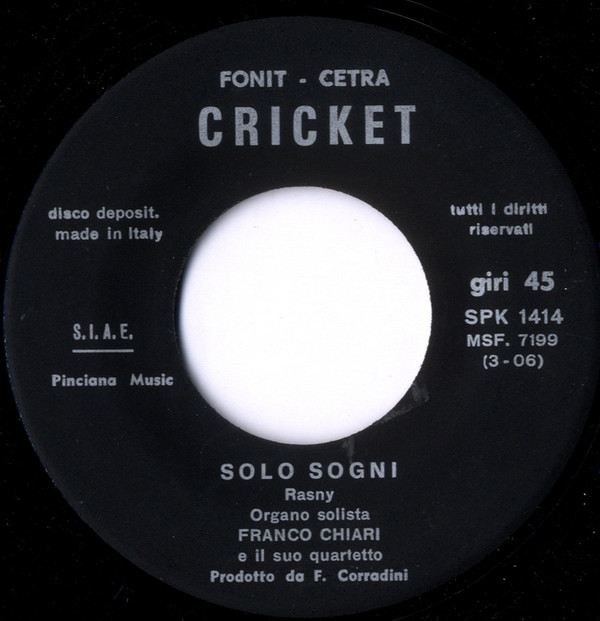 FONIT - CETRA
CRICKET
disco deposit.
made in Italy
tutti i diritti
riservati
giri 45
S.I.A.E.
SPK 1414
MSF. 7199
(3-06)
Pinciana Music
SOLO SOGNI
Rasny
Organo solista
FRANCO CHIARI
e il suo quartetto
Prodotto da F. Corradini